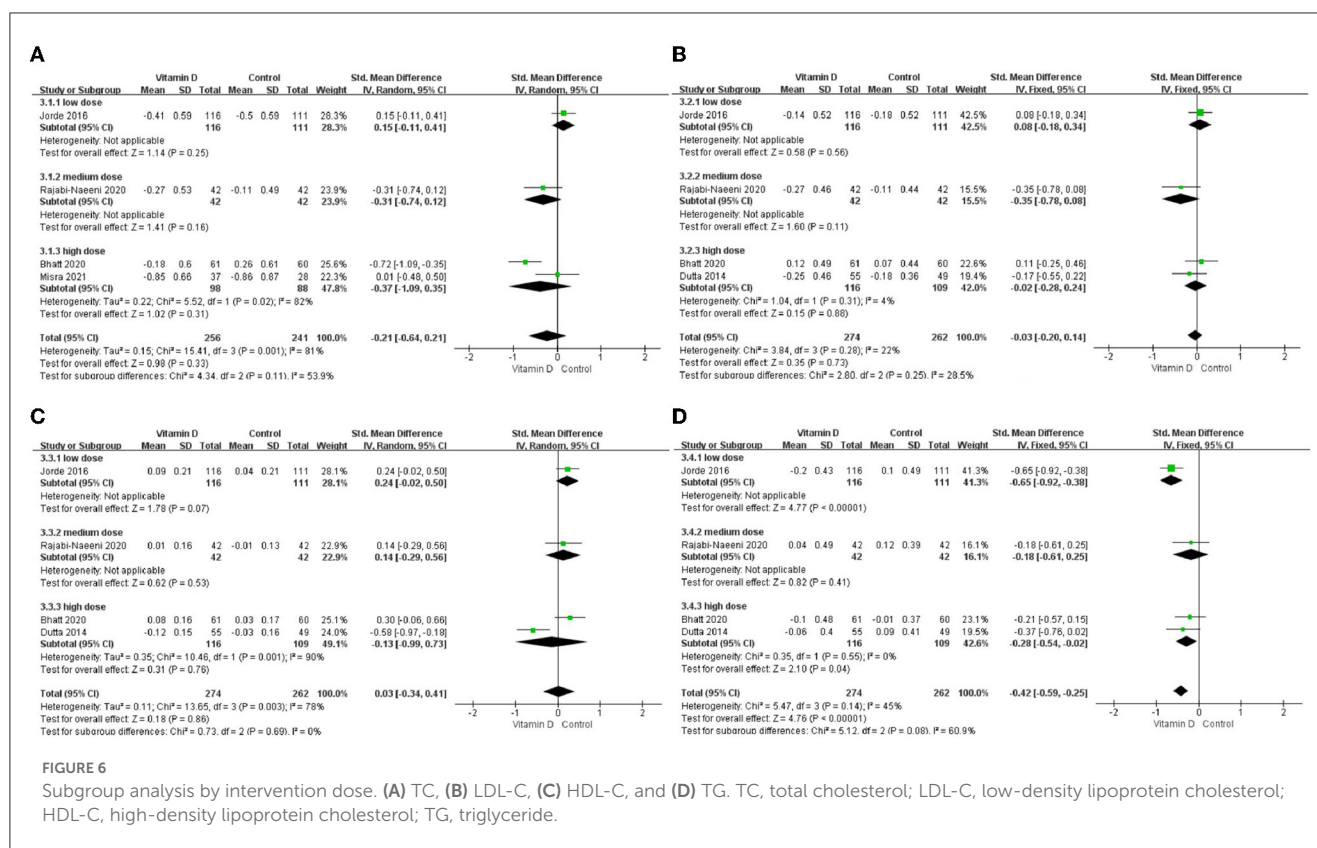 A
Vitamin D Control Std. Mean Difference Std. Mean Difference
Study or Subgroup Mean SD Total Mean SD Total Weight IV, Random, 95% CI IV, Random, 95% CI
3.1.1 low dose
Jorde 2016 -0.41 0.59 116 -0.5 0.59 111 28.3% 0.15 [-0.11, 0.41]
Subtotal (95% CI) 116 111 28.3% 0.15 [-0.11, 0.41]
Heterogeneity: Not applicable
Test for overall effect: Z = 1.14 (P = 0.25)
3.1.2 medium dose
Rajabi-Naeeni 2020 -0.27 0.53 42 -0.11 0.49 42 23.9% -0.31 [-0.74, 0.12]
Subtotal (95% CI) 42 42 23.9% -0.31 [-0.74, 0.12]
Heterogeneity: Not applicable
Test for overall effect: Z = 1.41 (P = 0.16)
3.1.3 high dose
Bhatt 2020 -0.18 0.6 61 0.26 0.61 60 25.6% -0.72 [-1.09, -0.35]
Misra 2021 -0.85 0.66 37 -0.86 0.87 28 22.3% 0.01 [-0.48, 0.50]
Subtotal (95% CI) 98 88 47.8% -0.37 [-1.09, 0.35]
Heterogeneity: Tau² = 0.22; Chi² = 5.52, df = 1 (P = 0.02); I² = 82%
Test for overall effect: Z = 1.02 (P = 0.31)
Total (95% CI) 256 241 100.0% -0.21 [-0.64, 0.21]
Heterogeneity: Tau² = 0.15; Chi² = 15.41, df = 3 (P = 0.001); I² = 81%
Test for overall effect: Z = 0.98 (P = 0.33)
Test for subgroup differences: Chi² = 4.34, df = 2 (P = 0.11), I² = 53.9%
-2 -1 0 1 2
Vitamin D Control
B
Vitamin D Control Std. Mean Difference Std. Mean Difference
Study or Subgroup Mean SD Total Mean SD Total Weight IV, Fixed, 95% CI IV, Fixed, 95% CI
3.2.1 low dose
Jorde 2016 -0.14 0.52 116 -0.18 0.52 111 42.5% 0.08 [-0.18, 0.34]
Subtotal (95% CI) 116 111 42.5% 0.08 [-0.18, 0.34]
Heterogeneity: Not applicable
Test for overall effect: Z = 0.58 (P = 0.56)
3.2.2 medium dose
Rajabi-Naeeni 2020 -0.27 0.46 42 -0.11 0.44 42 15.5% -0.35 [-0.78, 0.08]
Subtotal (95% CI) 42 42 15.5% -0.35 [-0.78, 0.08]
Heterogeneity: Not applicable
Test for overall effect: Z = 1.60 (P = 0.11)
3.2.3 high dose
Bhatt 2020 0.12 0.49 61 0.07 0.44 60 22.6% 0.11 [-0.25, 0.46]
Dutta 2014 -0.25 0.46 55 -0.18 0.36 49 19.4% -0.17 [-0.55, 0.22]
Subtotal (95% CI) 116 109 42.0% -0.02 [-0.28, 0.24]
Heterogeneity: Chi² = 1.04, df = 1 (P = 0.31); I² = 4%
Test for overall effect: Z = 0.15 (P = 0.88)
Total (95% CI) 274 262 100.0% -0.03 [-0.20, 0.14]
Heterogeneity: Chi² = 3.84, df = 3 (P = 0.28); I² = 22%
Test for overall effect: Z = 0.35 (P = 0.73)
Test for subgroup differences: Chi² = 2.80, df = 2 (P = 0.25), I² = 28.5%
-2 -1 0 1 2
Vitamin D Control
C
Vitamin D Control Std. Mean Difference Std. Mean Difference
Study or Subgroup Mean SD Total Mean SD Total Weight IV, Random, 95% CI IV, Random, 95% CI
3.3.1 low dose
Jorde 2016 0.09 0.21 116 0.04 0.21 111 28.1% 0.24 [-0.02, 0.50]
Subtotal (95% CI) 116 111 28.1% 0.24 [-0.02, 0.50]
Heterogeneity: Not applicable
Test for overall effect: Z = 1.78 (P = 0.07)
3.3.2 medium dose
Rajabi-Naeeni 2020 0.01 0.16 42 -0.01 0.13 42 22.9% 0.14 [-0.29, 0.56]
Subtotal (95% CI) 42 42 22.9% 0.14 [-0.29, 0.56]
Heterogeneity: Not applicable
Test for overall effect: Z = 0.62 (P = 0.53)
3.3.3 high dose
Bhatt 2020 0.08 0.16 61 0.03 0.17 60 25.1% 0.30 [-0.06, 0.66]
Dutta 2014 -0.12 0.15 55 -0.03 0.16 49 24.0% -0.58 [-0.97, -0.18]
Subtotal (95% CI) 116 109 49.1% -0.13 [-0.99, 0.73]
Heterogeneity: Tau² = 0.35; Chi² = 10.46, df = 1 (P = 0.001); I² = 90%
Test for overall effect: Z = 0.31 (P = 0.76)
Total (95% CI) 274 262 100.0% 0.03 [-0.34, 0.41]
Heterogeneity: Tau² = 0.11; Chi² = 13.65, df = 3 (P = 0.003); I² = 78%
Test for overall effect: Z = 0.18 (P = 0.86)
Test for subgroup differences: Chi² = 0.73, df = 2 (P = 0.69), I² = 0%
-2 -1 0 1 2
Vitamin D Control
D
Vitamin D Control Std. Mean Difference Std. Mean Difference
Study or Subgroup Mean SD Total Mean SD Total Weight IV, Fixed, 95% CI IV, Fixed, 95% CI
3.4.1 low dose
Jorde 2016 -0.2 0.43 116 0.1 0.49 111 41.3% -0.65 [-0.92, -0.38]
Subtotal (95% CI) 116 111 41.3% -0.65 [-0.92, -0.38]
Heterogeneity: Not applicable
Test for overall effect: Z = 4.77 (P < 0.00001)
3.4.2 medium dose
Rajabi-Naeeni 2020 0.04 0.49 42 0.12 0.39 42 16.1% -0.18 [-0.61, 0.25]
Subtotal (95% CI) 42 42 16.1% -0.18 [-0.61, 0.25]
Heterogeneity: Not applicable
Test for overall effect: Z = 0.82 (P = 0.41)
3.4.3 high dose
Bhatt 2020 -0.1 0.48 61 -0.01 0.37 60 23.1% -0.21 [-0.57, 0.15]
Dutta 2014 -0.06 0.4 55 0.09 0.41 49 19.5% -0.37 [-0.76, 0.02]
Subtotal (95% CI) 116 109 42.6% -0.28 [-0.54, -0.02]
Heterogeneity: Chi² = 0.35, df = 1 (P = 0.55); I² = 0%
Test for overall effect: Z = 2.10 (P = 0.04)
Total (95% CI) 274 262 100.0% -0.42 [-0.59, -0.25]
Heterogeneity: Chi² = 5.47, df = 3 (P = 0.14); I² = 45%
Test for overall effect: Z = 4.76 (P < 0.00001)
Test for subgroup differences: Chi² = 5.12, df = 2 (P = 0.08), I² = 60.9%
-2 -1 0 1 2
Vitamin D Control
FIGURE 6
Subgroup analysis by intervention dose. (A) TC, (B) LDL-C, (C) HDL-C, and (D) TG. TC, total cholesterol; LDL-C, low-density lipoprotein cholesterol;
HDL-C, high-density lipoprotein cholesterol; TG, triglyceride.